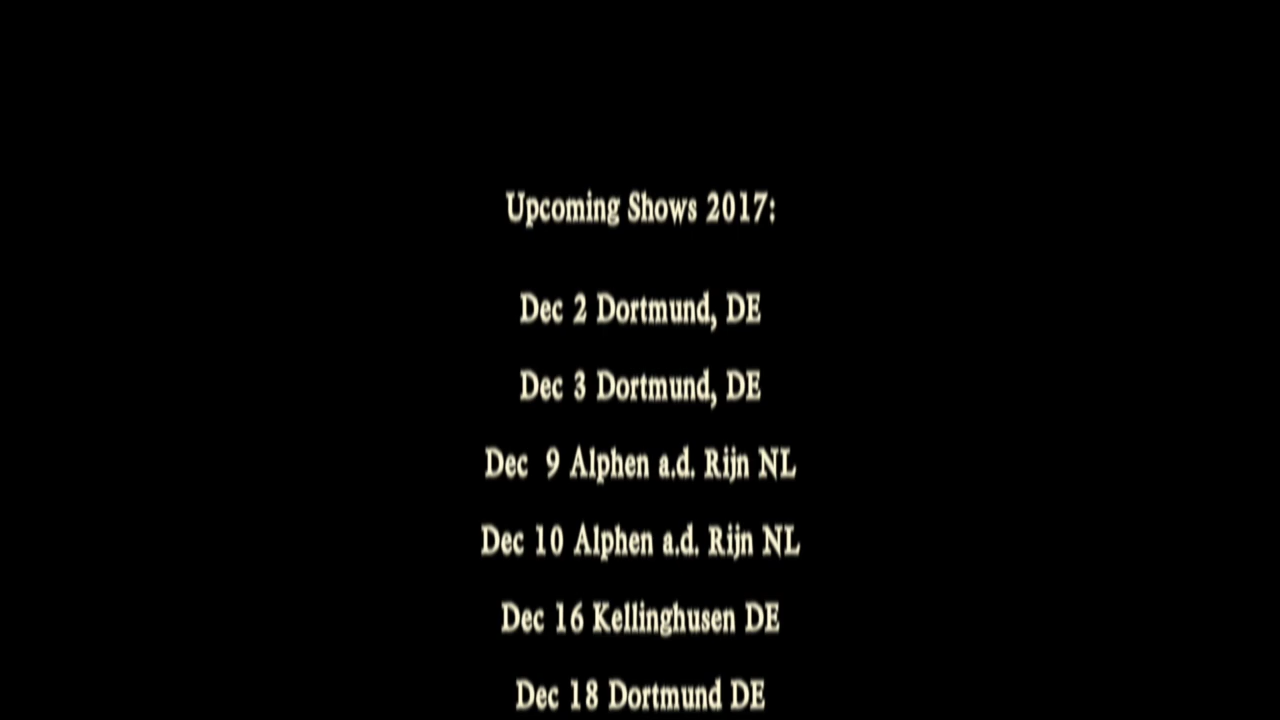 Upcoming Shows 2017:
Dec 2 Dortmund, DE
Dec 3 Dortmund, DE
Dec  9 Alphen a.d. Rijn NL
Dec 10 Alphen a.d. Rijn NL
Dec 16 Kellinghusen DE
Dec 18 Dortmund DE